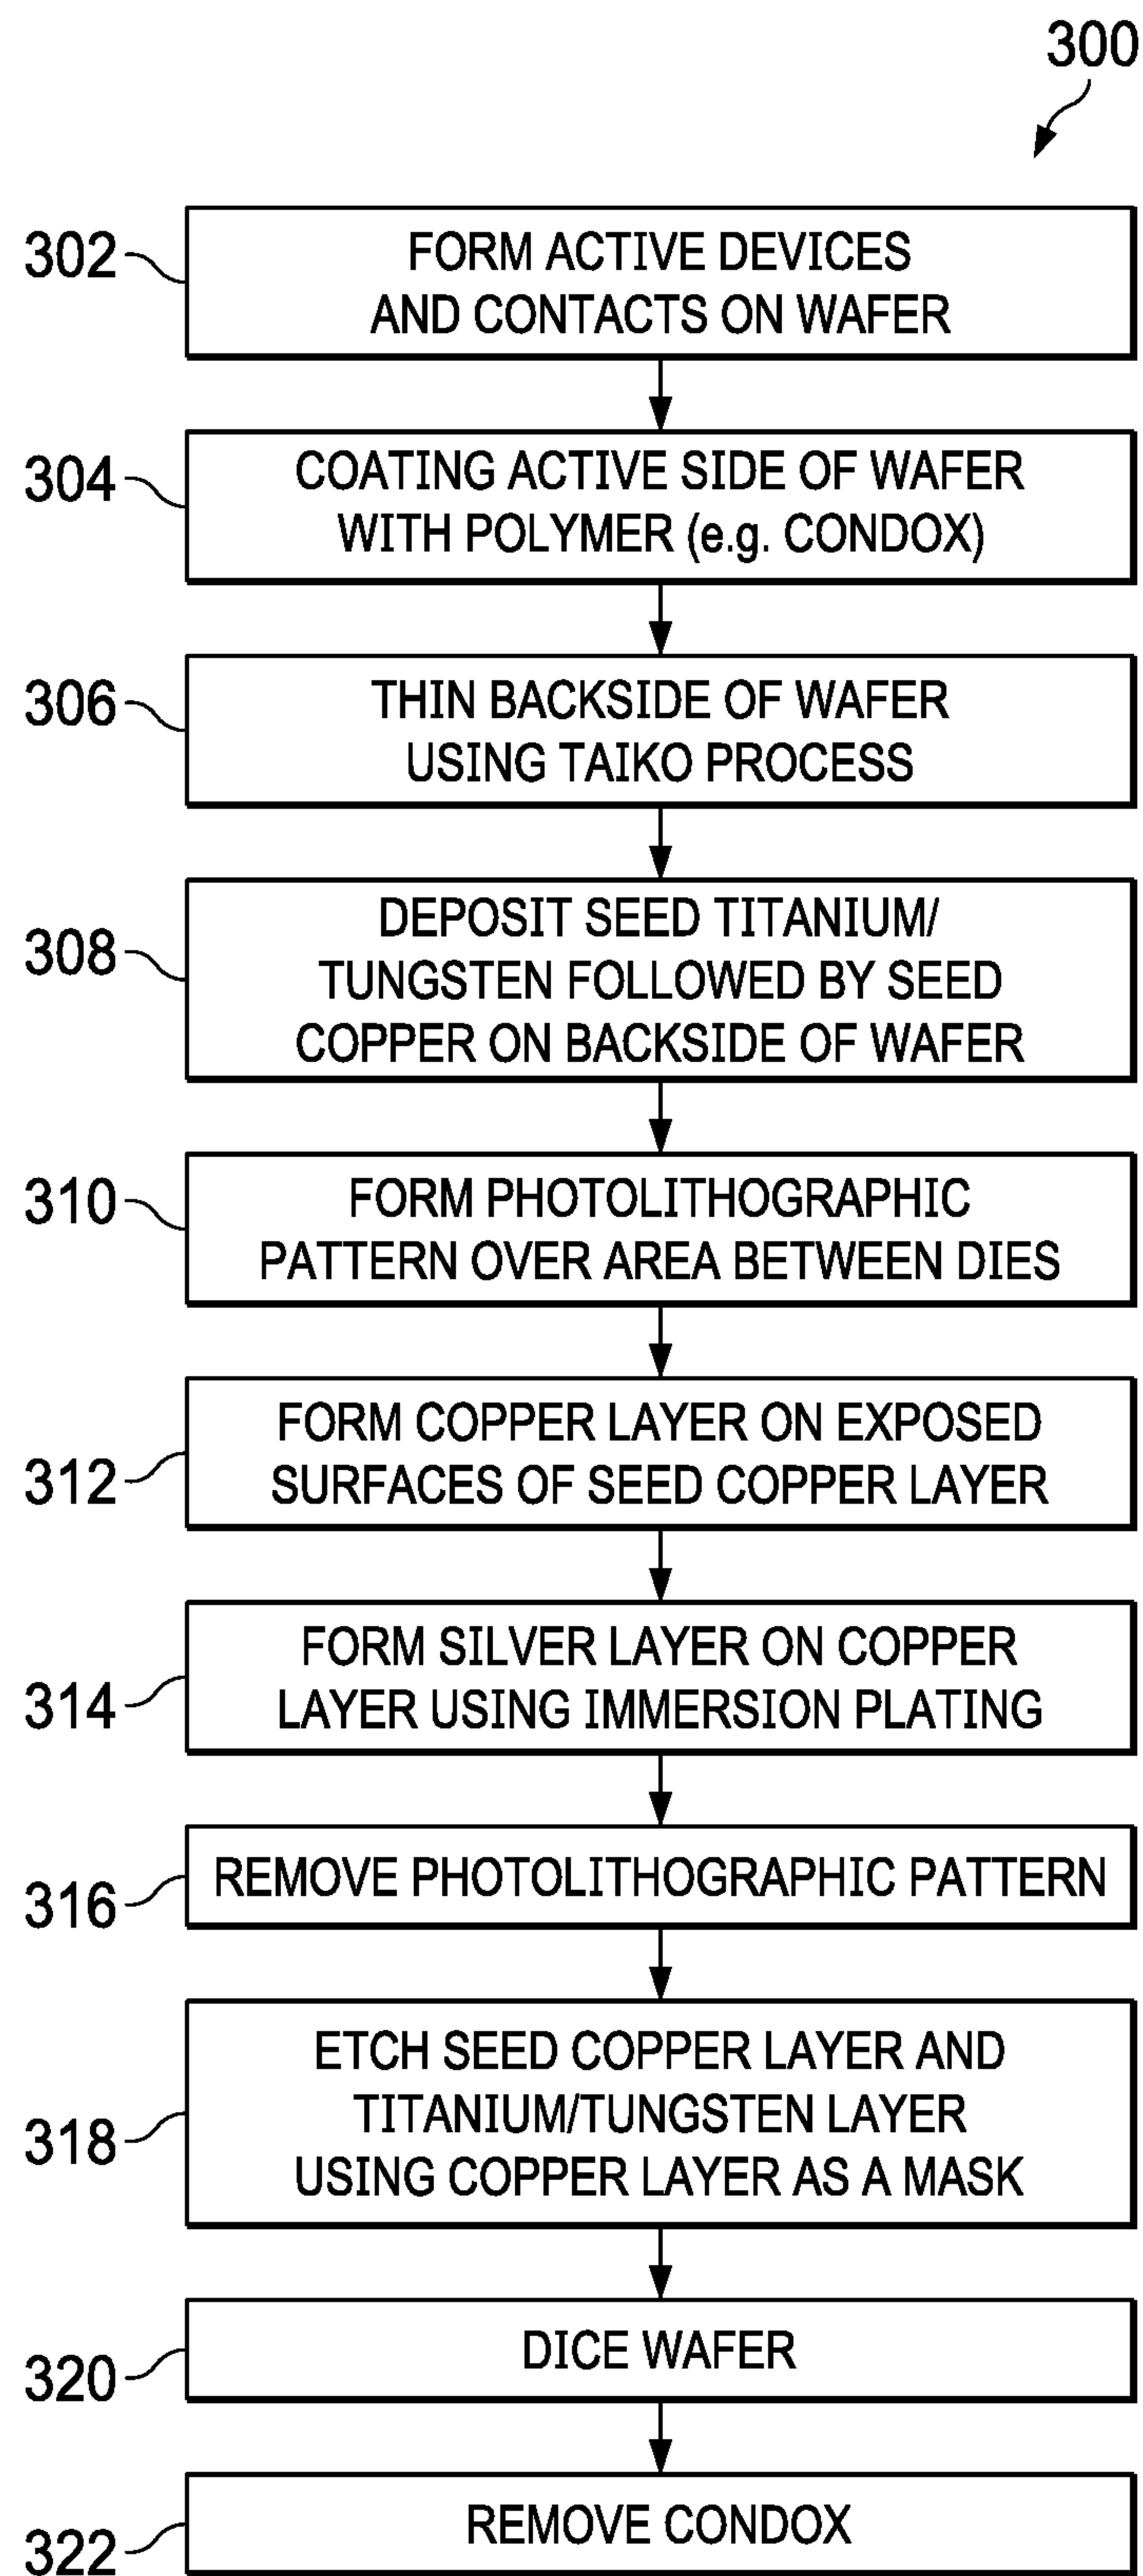 300
302
FORM ACTIVE DEVICES
AND CONTACTS ON WAFER
304
COATING ACTIVE SIDE OF WAFER
WITH POLYMER (e.g. CONDOX)
306
THIN BACKSIDE OF WAFER
USING TAIKO PROCESS
308
DEPOSIT SEED TITANIUM/
TUNGSTEN FOLLOWED BY SEED
COPPER ON BACKSIDE OF WAFER
310
FORM PHOTOLITHOGRAPHIC
PATTERN OVER AREA BETWEEN DIES
312
FORM COPPER LAYER ON EXPOSED
SURFACES OF SEED COPPER LAYER
314
FORM SILVER LAYER ON COPPER
LAYER USING IMMERSION PLATING
316
REMOVE PHOTOLITHOGRAPHIC PATTERN
318
ETCH SEED COPPER LAYER AND
TITANIUM/TUNGSTEN LAYER
USING COPPER LAYER AS A MASK
320
DICE WAFER
322
REMOVE CONDOX